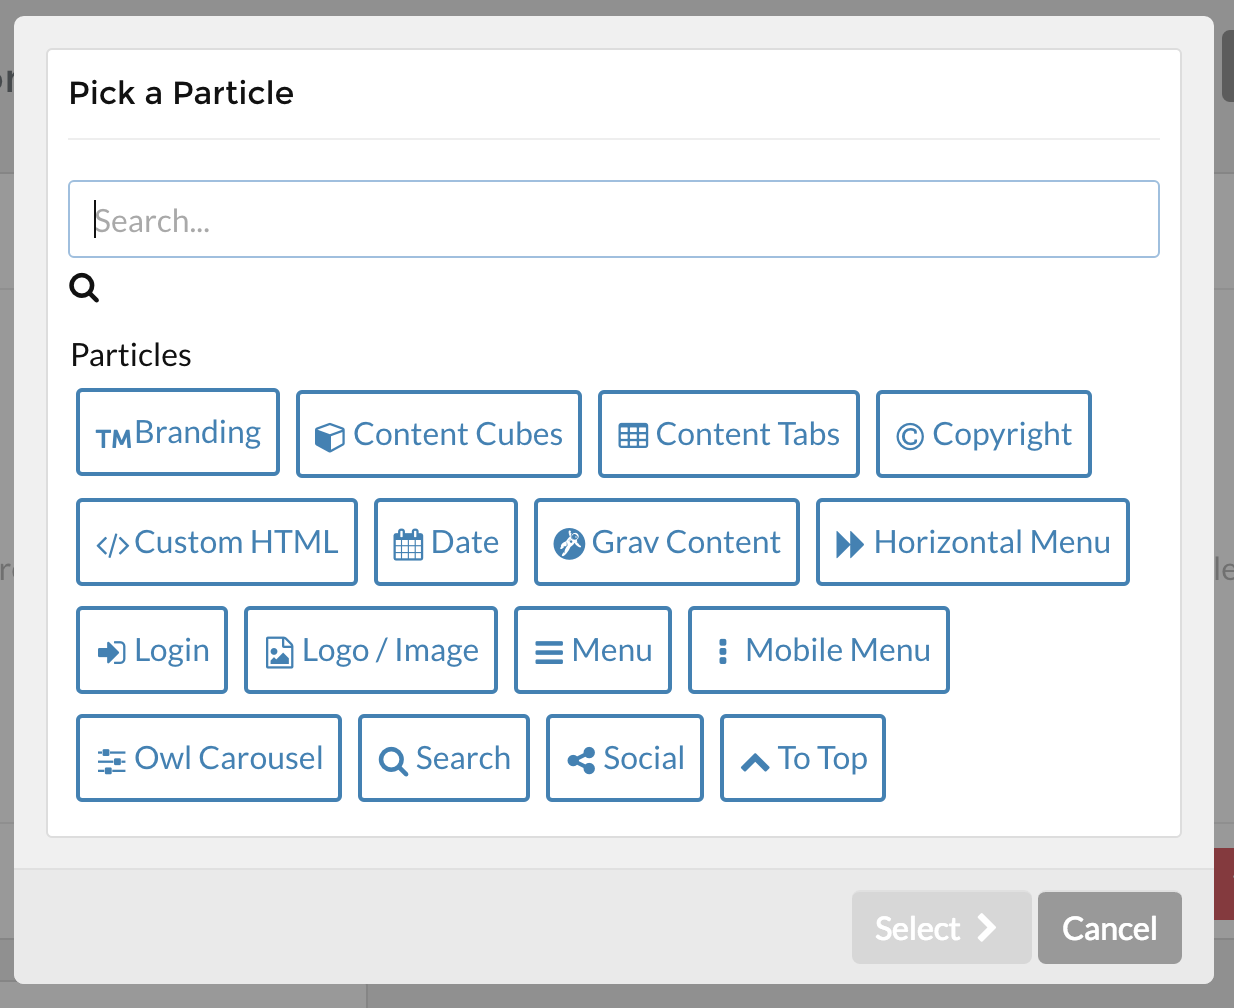 Pick a Particle
Search...
Particles
Branding Content Cubes Content Tabs © Copyright
Custom HTML Date Grav Content Horizontal Menu
Login Logo / Image Menu Mobile Menu
Owl Carousel Search Social To Top
Select Cancel